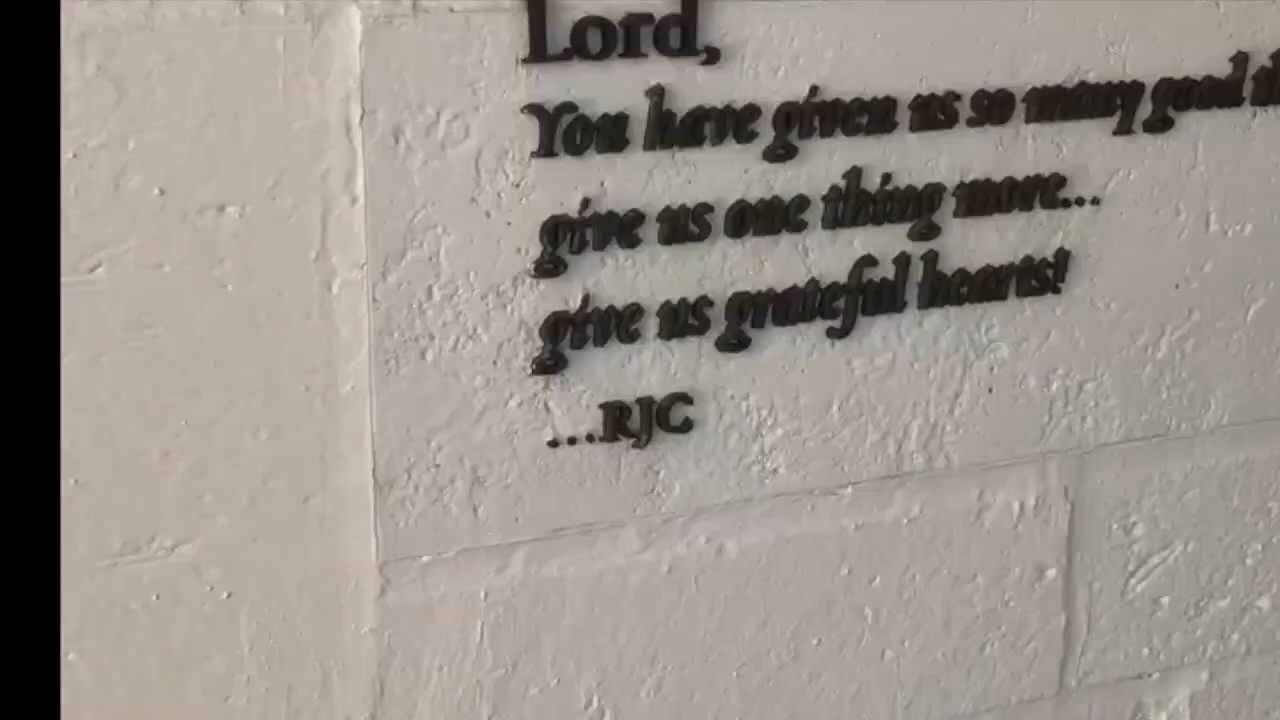 Lord,
You have given us so many good
give us one thing more...
give us grateful hearts!
...RJC